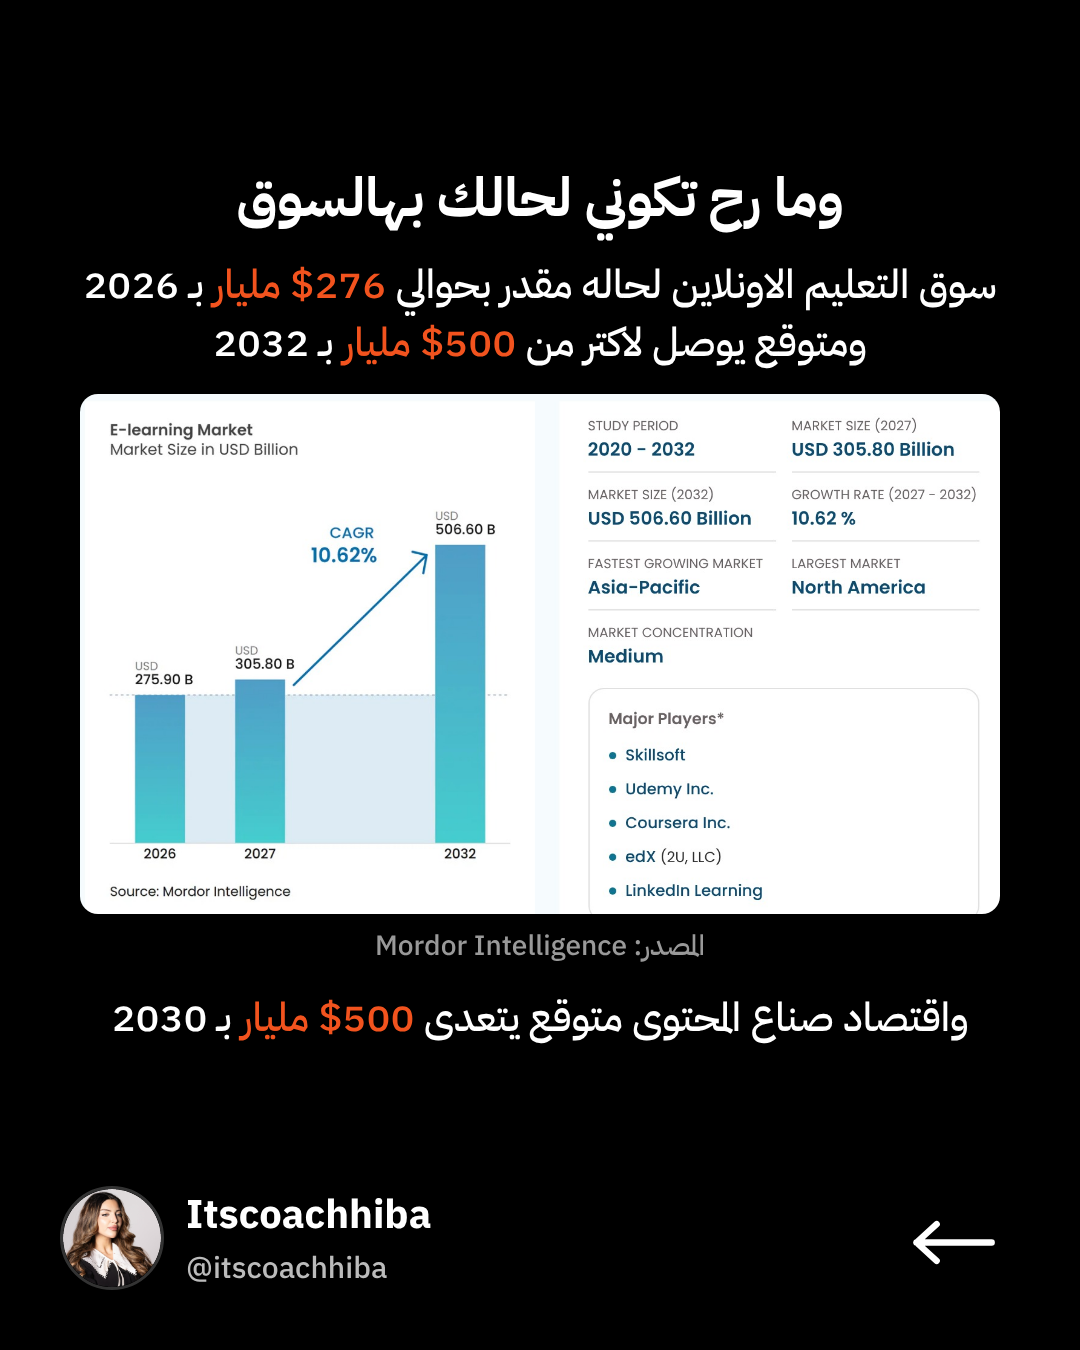 وما رح تكوني لحالك بهالسوق
سوق التعليم الاونلاين لحاله مقدر بحوالي 276$ مليار بـ 2026
ومتوقع يوصل لاكتر من 500$ مليار بـ 2032
E-learning Market
Market Size in USD Billion
CAGR
10.62%
USD
275.90 B
USD
305.80 B
USD
506.60 B
2026
2027
2032
Source: Mordor Intelligence
STUDY PERIOD
2020 - 2032
MARKET SIZE (2027)
USD 305.80 Billion
MARKET SIZE (2032)
USD 506.60 Billion
GROWTH RATE (2027 - 2032)
10.62 %
FASTEST GROWING MARKET
Asia-Pacific
LARGEST MARKET
North America
MARKET CONCENTRATION
Medium
Major Players*
Skillsoft
Udemy Inc.
Coursera Inc.
edX (2U, LLC)
LinkedIn Learning
المصدر: Mordor Intelligence
واقتصاد صناع المحتوى متوقع يتعدى 500$ مليار بـ 2030
Itscoachhiba
@itscoachhiba